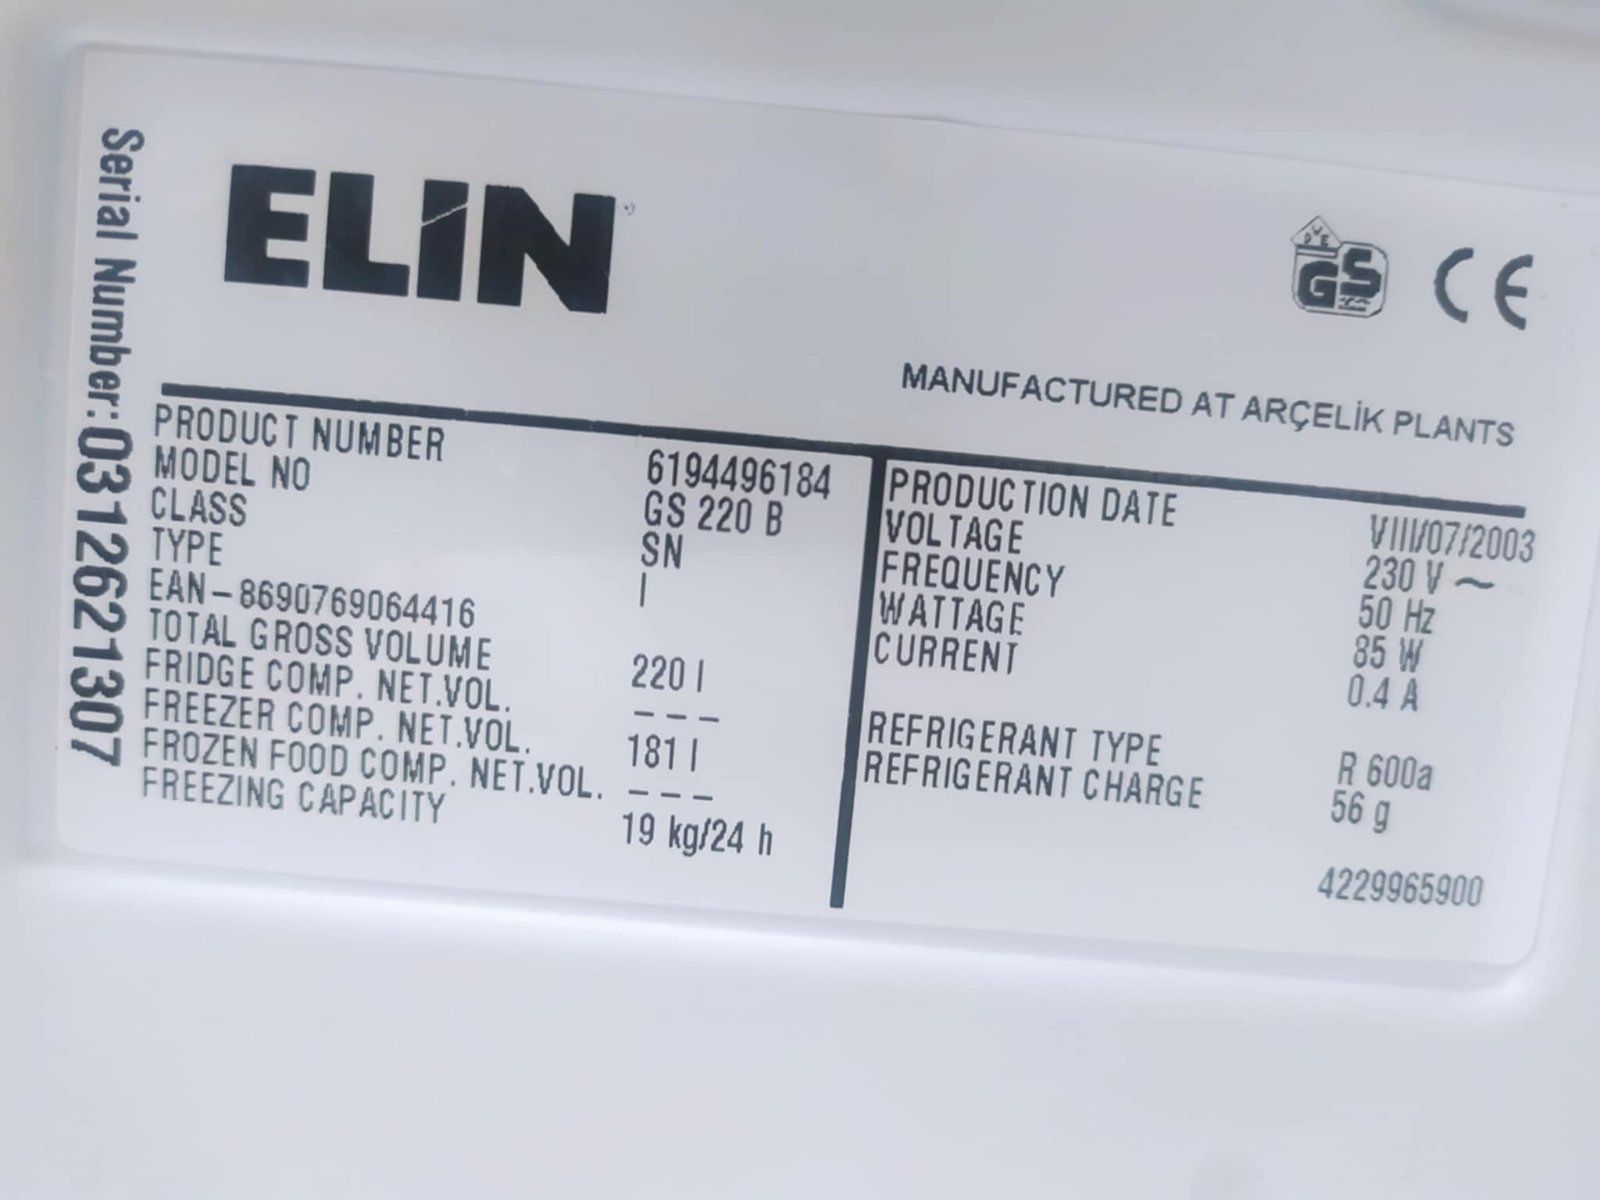 ELIN
VDE
GS
CE
MANUFACTURED AT ARÇELİK PLANTS
Serial Number:0312621307
PRODUCT NUMBER 6194496184
MODEL NO GS 220 B
CLASS SN
TYPE I
EAN-8690769064416
TOTAL GROSS VOLUME 220 l
FRIDGE COMP. NET.VOL. ---
FREEZER COMP. NET.VOL. 181 l
FROZEN FOOD COMP. NET.VOL. ---
FREEZING CAPACITY 19 kg/24 h
PRODUCTION DATE VIII/07/2003
VOLTAGE 230 V ~
FREQUENCY 50 Hz
WATTAGE 85 W
CURRENT 0.4 A
REFRIGERANT TYPE R 600a
REFRIGERANT CHARGE 56 g
4229965900